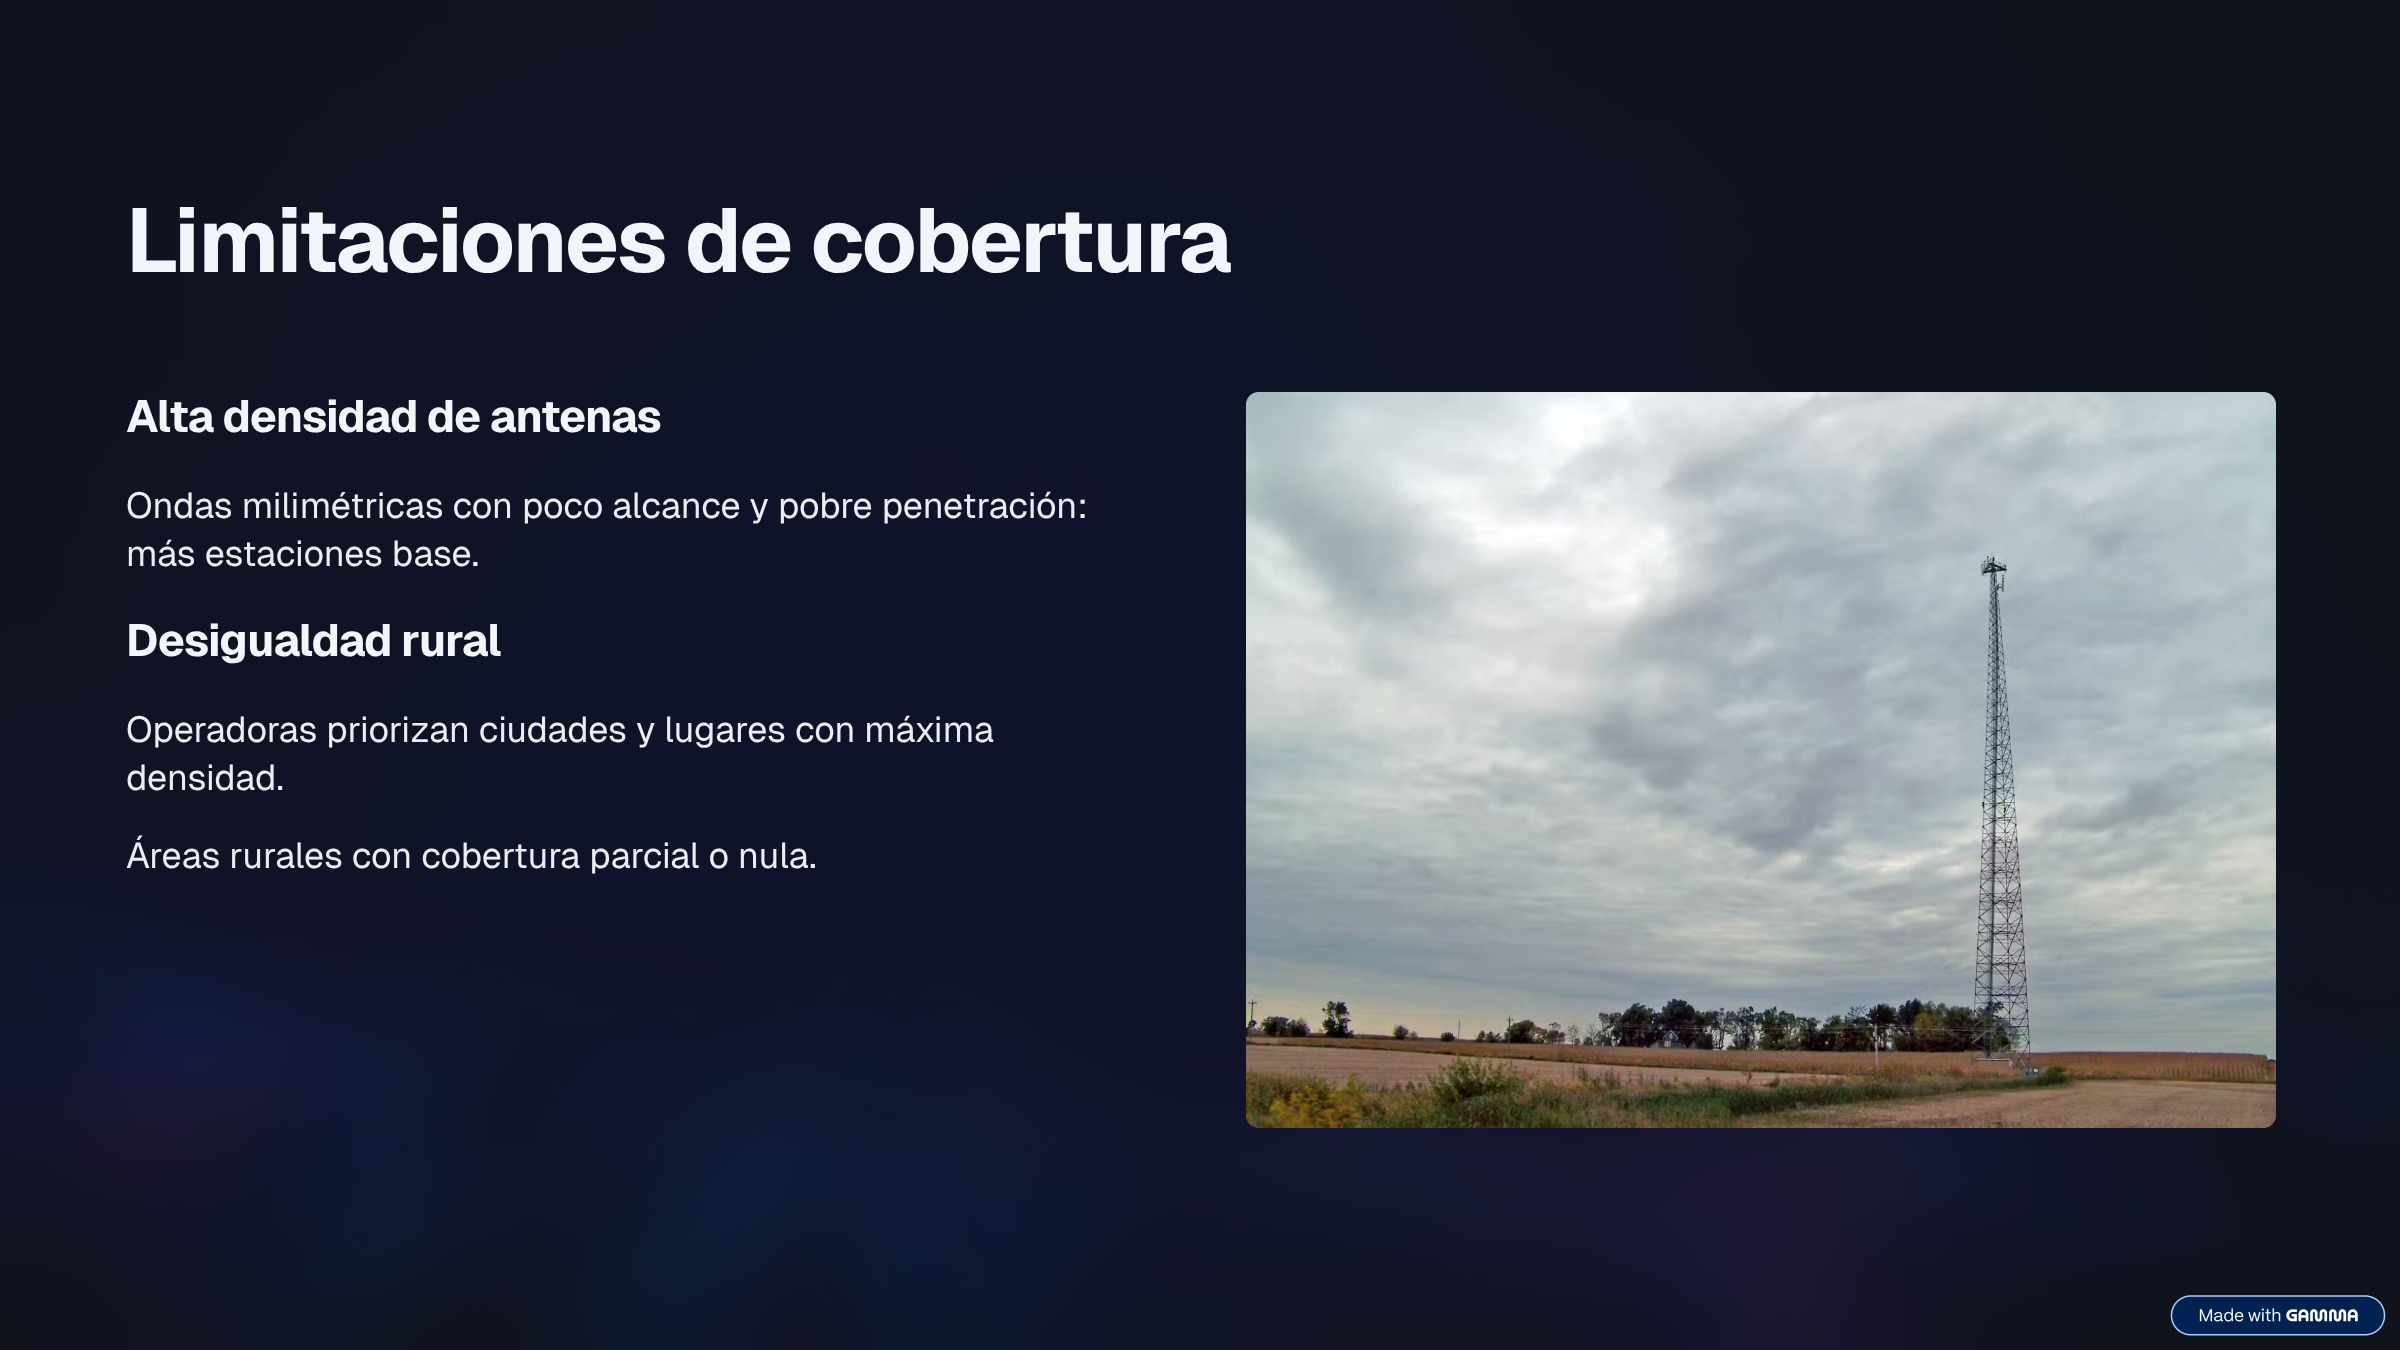 Limitaciones de cobertura
Alta densidad de antenas
Ondas milimétricas con poco alcance y pobre penetración:
más estaciones base.
Desigualdad rural
Operadoras priorizan ciudades y lugares con máxima
densidad.
Áreas rurales con cobertura parcial o nula.
Made with GAMMA